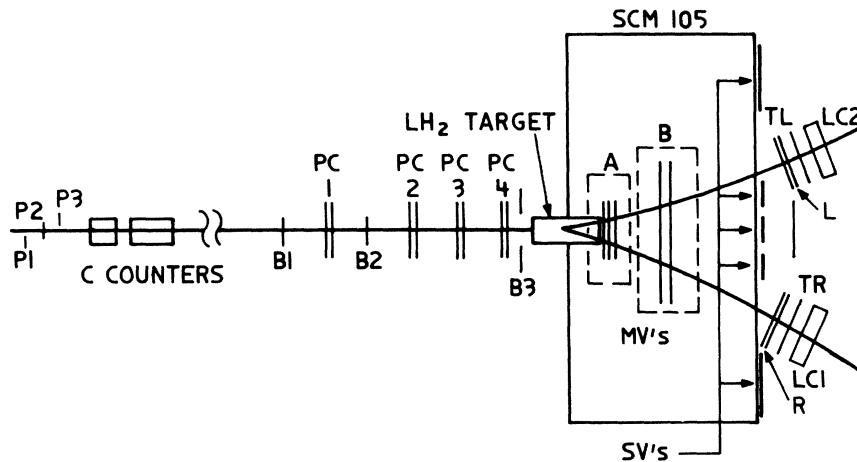 SCM 105
LH₂ TARGET
TL
LC2
B
A
PC
1
PC
2
PC
3
PC
4
P2
P3
P1
C COUNTERS
B1
B2
B3
L
TR
MV's
LC1
R
SV's